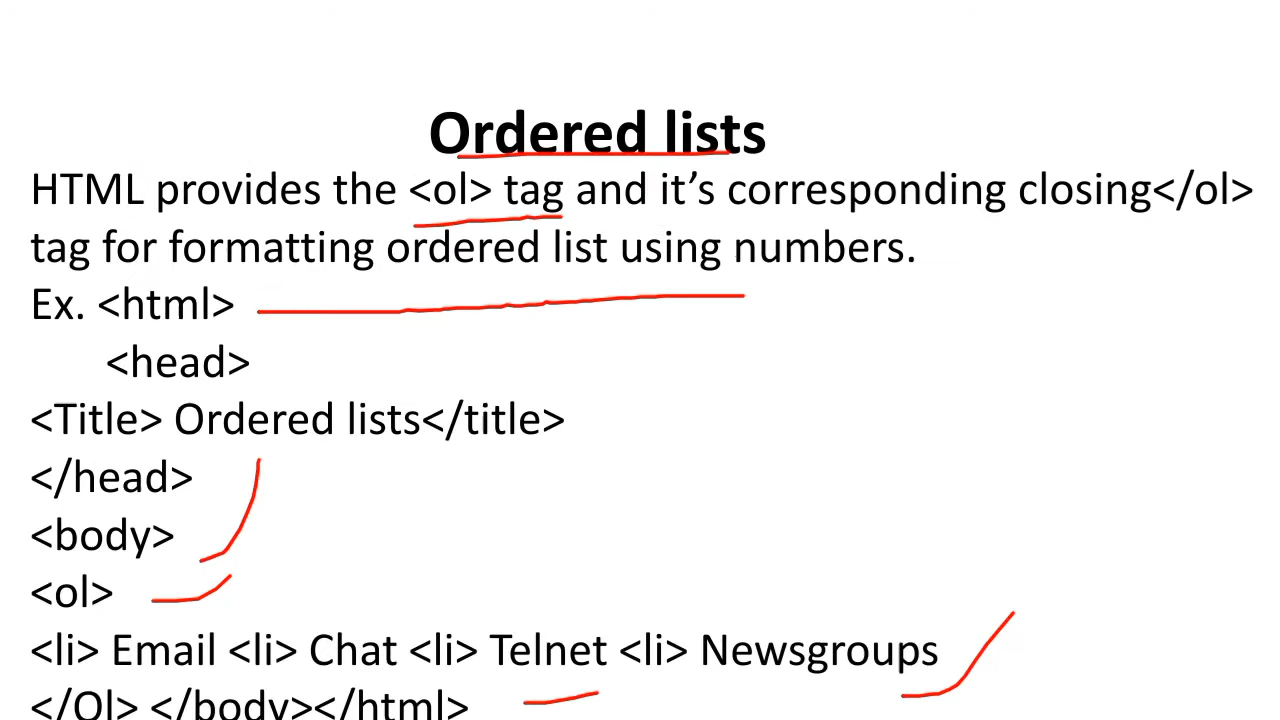 Ordered lists
HTML provides the <ol> tag and it’s corresponding closing</ol>
tag for formatting ordered list using numbers.
Ex. <html>
<head>
<Title> Ordered lists</title>
</head>
<body>
<ol>
<li> Email <li> Chat <li> Telnet <li> Newsgroups
</Ol> </body></html>